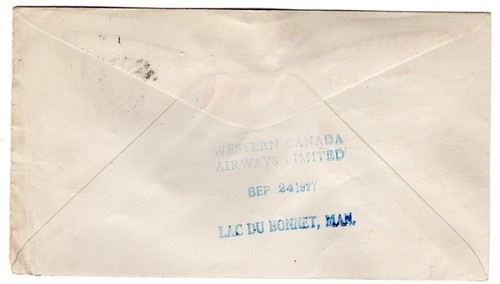 WESTERN CANADA
AIRWAYS LIMITED
SEP 24 1927
LAC DU BONNET, MAN.